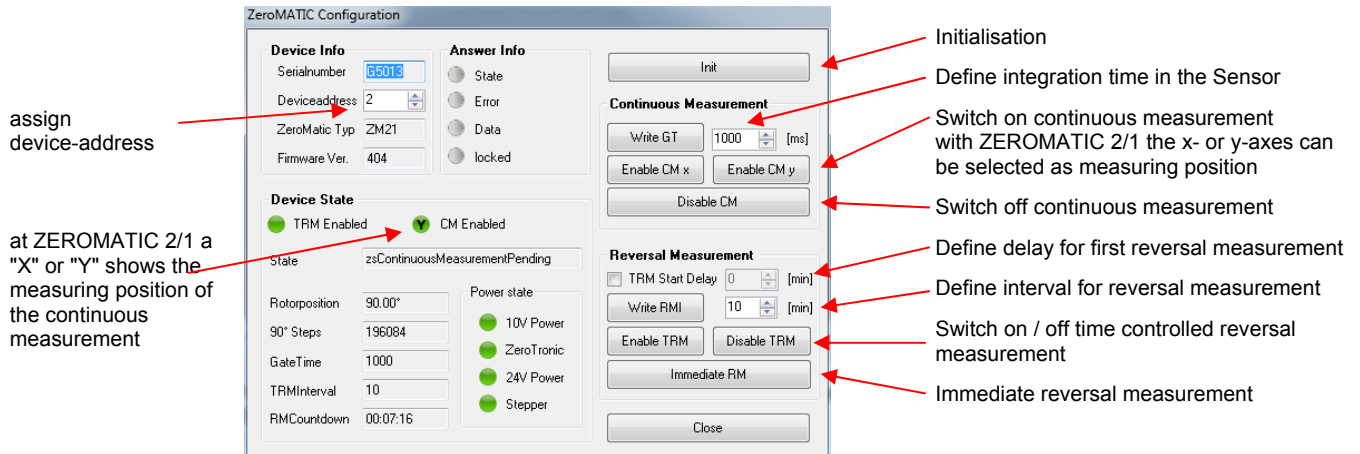 ZeroMATIC Configuration
assign
device-address
at ZEROMATIC 2/1 a
"X" or "Y" shows the
measuring position of
the continuous
measurement
Device Info
Serialnumber G5013
Deviceaddress 2
ZeroMatic Typ ZM21
Firmware Ver. 404
Answer Info
State
Error
Data
locked
Device State
TRM Enabled Y CM Enabled
State zsContinuousMeasurementPending
Rotorposition 90.00°
90° Steps 196084
GateTime 1000
TRMInterval 10
RMCountdown 00:07:16
Power state
10V Power
ZeroTronic
24V Power
Stepper
Init
Continuous Measurement
Write GT 1000 [ms]
Enable CM x Enable CM y
Disable CM
Reversal Measurement
TRM Start Delay 0 [min]
Write RMI 10 [min]
Enable TRM Disable TRM
Immediate RM
Close
Initialisation
Define integration time in the Sensor
Switch on continuous measurement
with ZEROMATIC 2/1 the x- or y-axes can
be selected as measuring position
Switch off continuous measurement
Define delay for first reversal measurement
Define interval for reversal measurement
Switch on / off time controlled reversal
measurement
Immediate reversal measurement